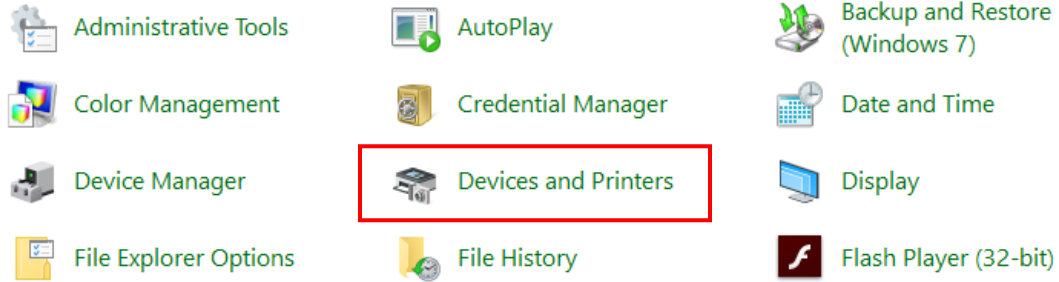 Administrative Tools
AutoPlay
Backup and Restore
(Windows 7)
Color Management
Credential Manager
Date and Time
Device Manager
Devices and Printers
Display
File Explorer Options
File History
Flash Player (32-bit)